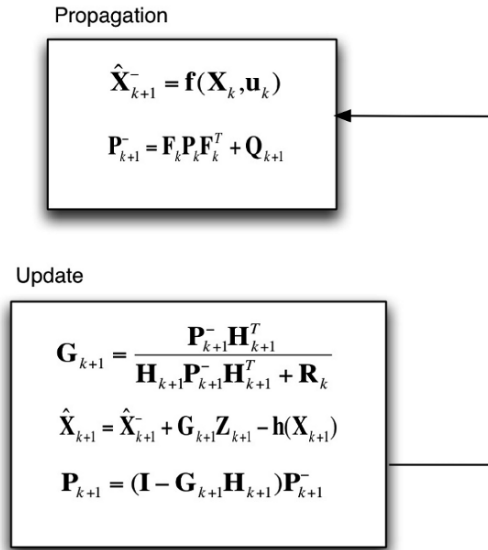 Propagation
X̂⁻ₖ₊₁ = f(Xₖ,uₖ)
P⁻ₖ₊₁ = FₖPₖFₖᵀ + Qₖ₊₁
Update
Gₖ₊₁ = P⁻ₖ₊₁Hᵀₖ₊₁ / Hₖ₊₁P⁻ₖ₊₁Hᵀₖ₊₁ + Rₖ
X̂ₖ₊₁ = X̂⁻ₖ₊₁ + Gₖ₊₁Zₖ₊₁ − h(Xₖ₊₁)
Pₖ₊₁ = (I − Gₖ₊₁Hₖ₊₁)P⁻ₖ₊₁